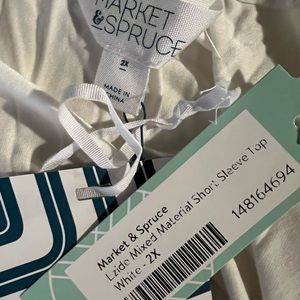 MARKET
& SPRUCE
2X
MADE IN
CHINA
Market & Spruce
Lzide Mixed Material Short Sleeve Top
White - 2X
148164694